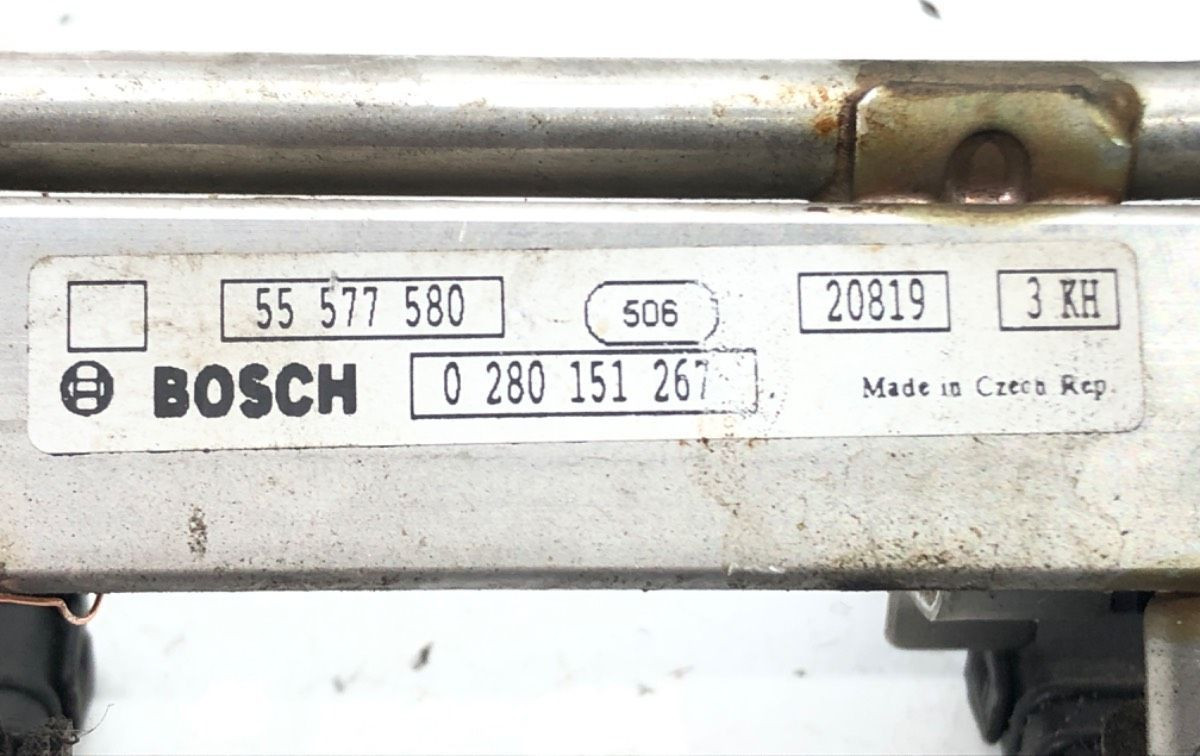 55 577 580 506 20819 3 KH
BOSCH 0 280 151 267 Made in Czech Rep.